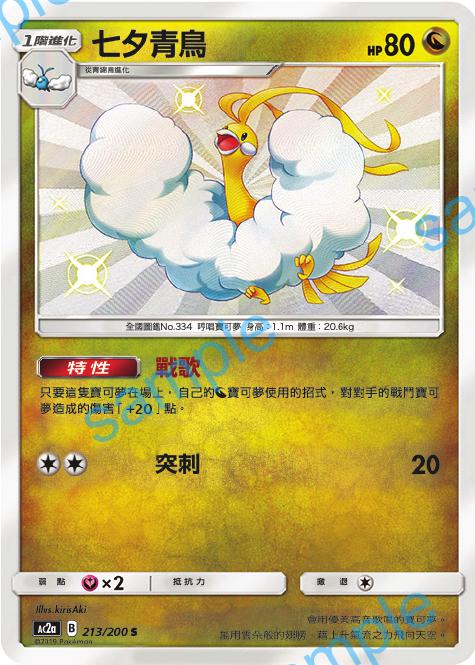 1階進化
七夕青鳥
HP80
從青綿鳥進化
全國圖鑑No.334 哼唱寶可夢 身高:1.1m 體重:20.6kg
特性 戰歌
只要這隻寶可夢在場上,自己的寶可夢使用的招式,對對手的戰鬥寶可
夢造成的傷害「+20」點。
突刺 20
弱點 ×2 抵抗力 撤退
Illus.kirisAki
AC2a B 213/200 S
©2019 Pokémon
會用優美高音歌唱的寶可夢。
運用雲朵般的翅膀,藉上升氣流之力飛向天空。
sample
sample
sample
sample